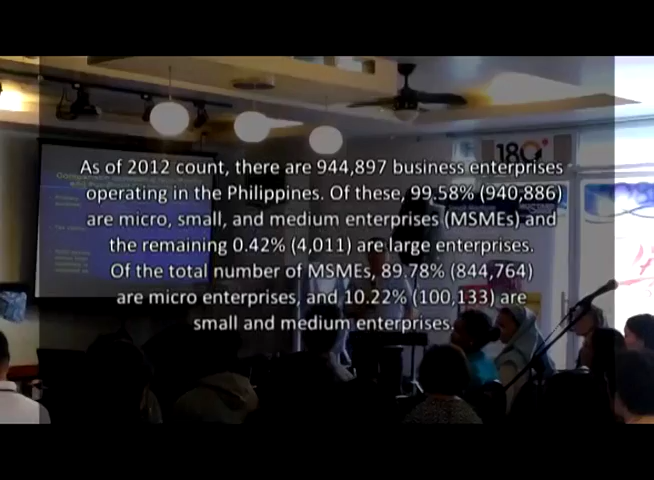 180
As of 2012 count, there are 944,897 business enterprises
operating in the Philippines. Of these, 99.58% (940,886)
are micro, small, and medium enterprises (MSMEs) and
the remaining 0.42% (4,011) are large enterprises.
Of the total number of MSMEs, 89.78% (844,764)
are micro enterprises, and 10.22% (100,133) are
small and medium enterprises.